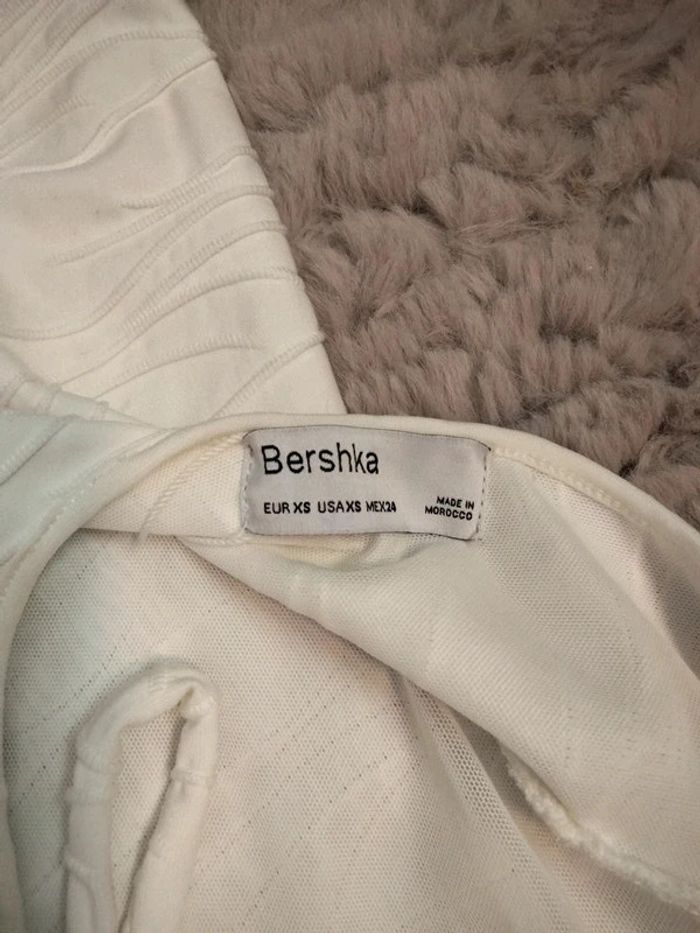 Bershka
EUR XS USA XS MEX 24
MADE IN
MOROCCO